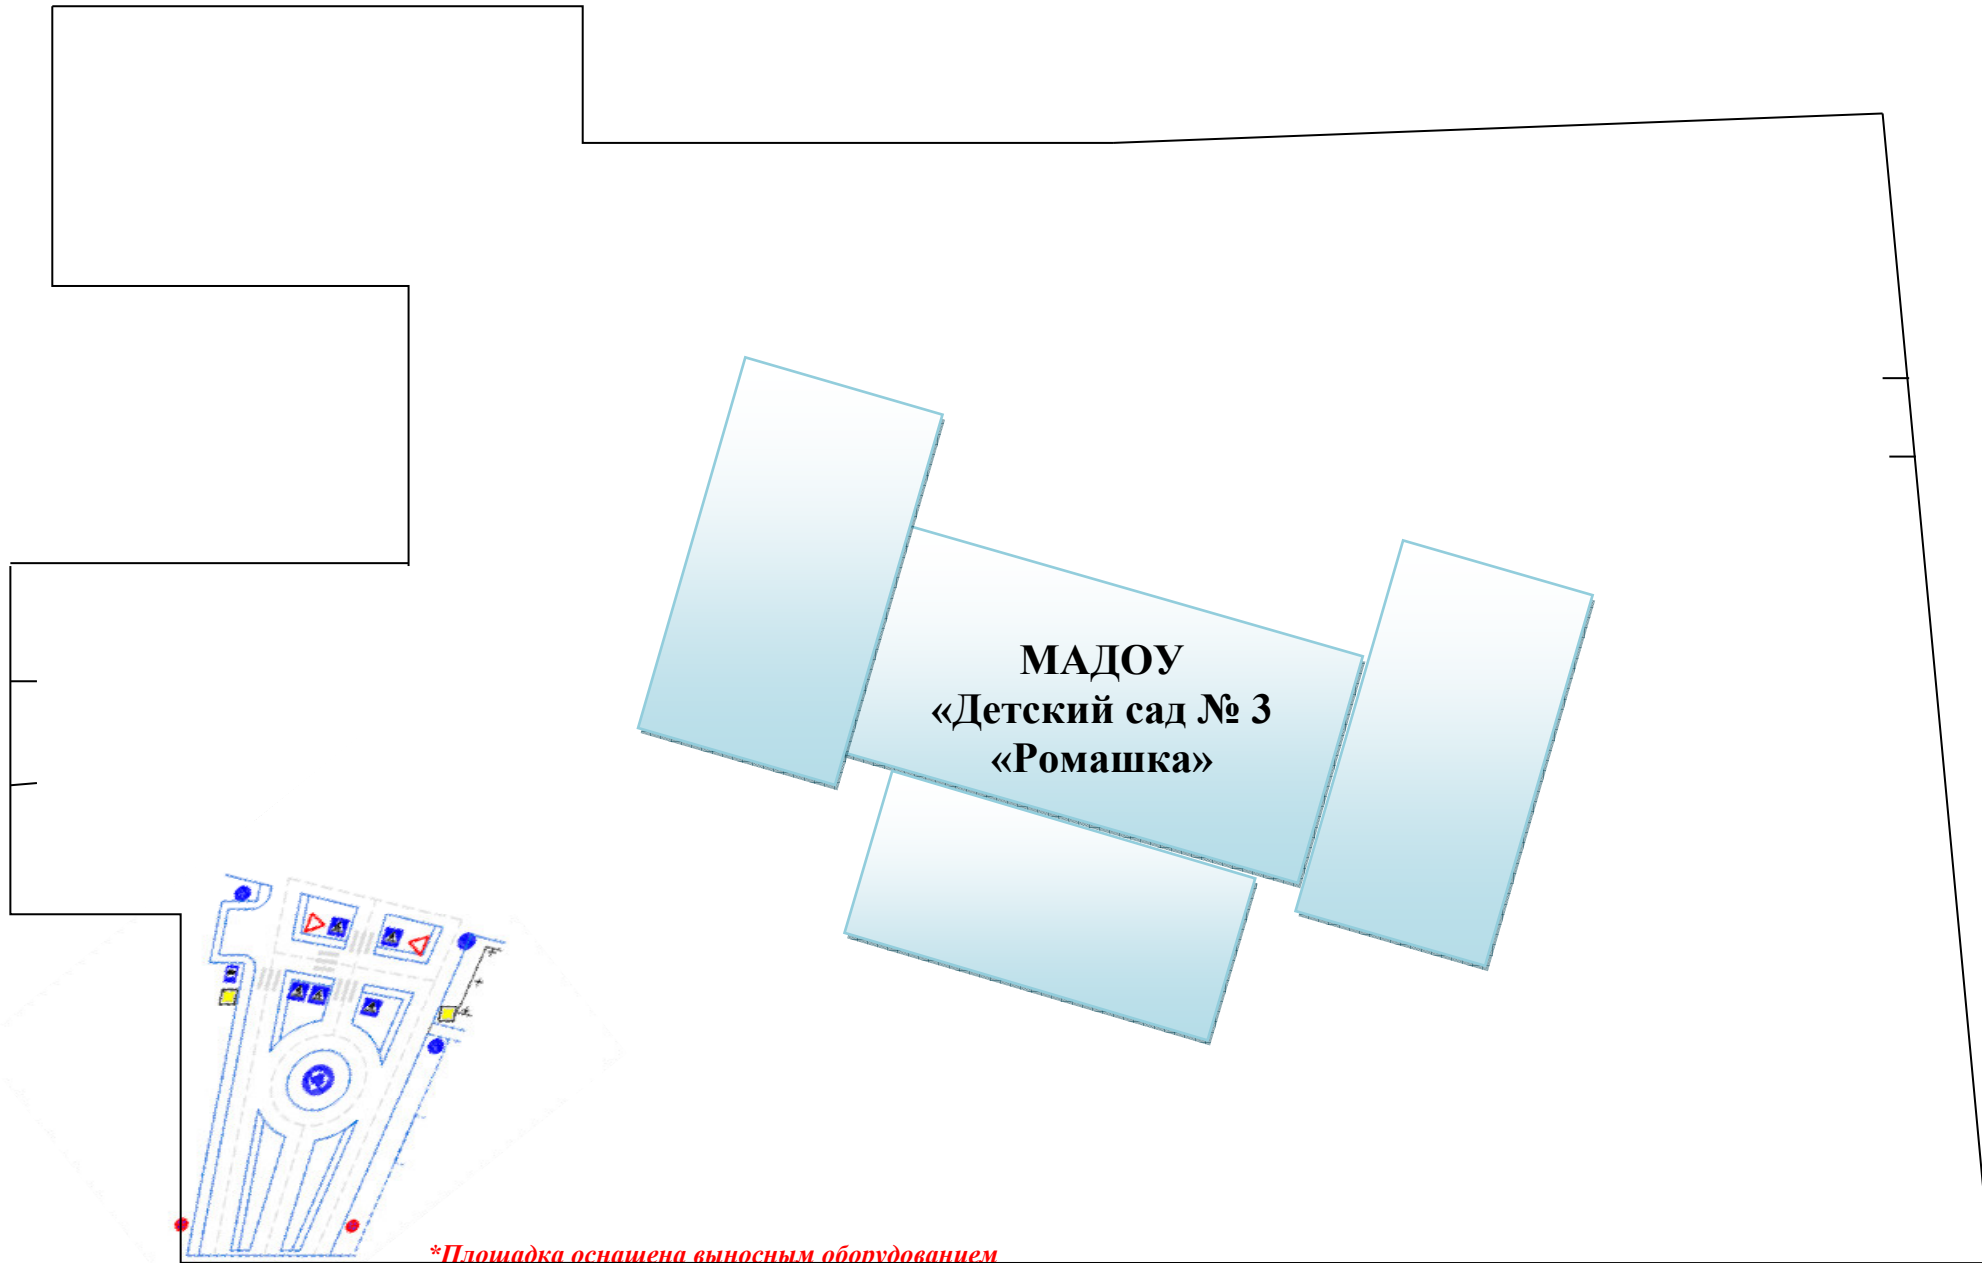 МАДОУ
«Детский сад № 3
«Ромашка»
*Площадка оснащена выносным оборудованием